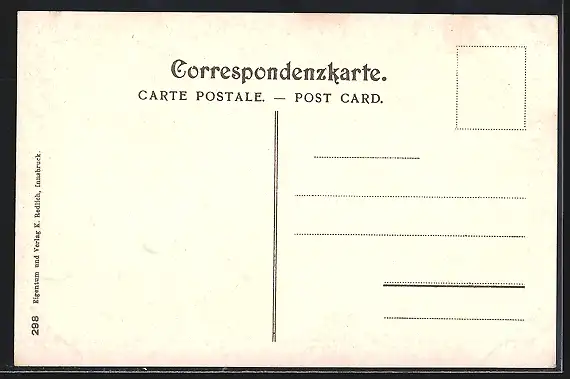 Correspondenzkarte.
CARTE POSTALE. — POST CARD.
298 Eigentum und Verlag K. Redlich, Innsbruck.